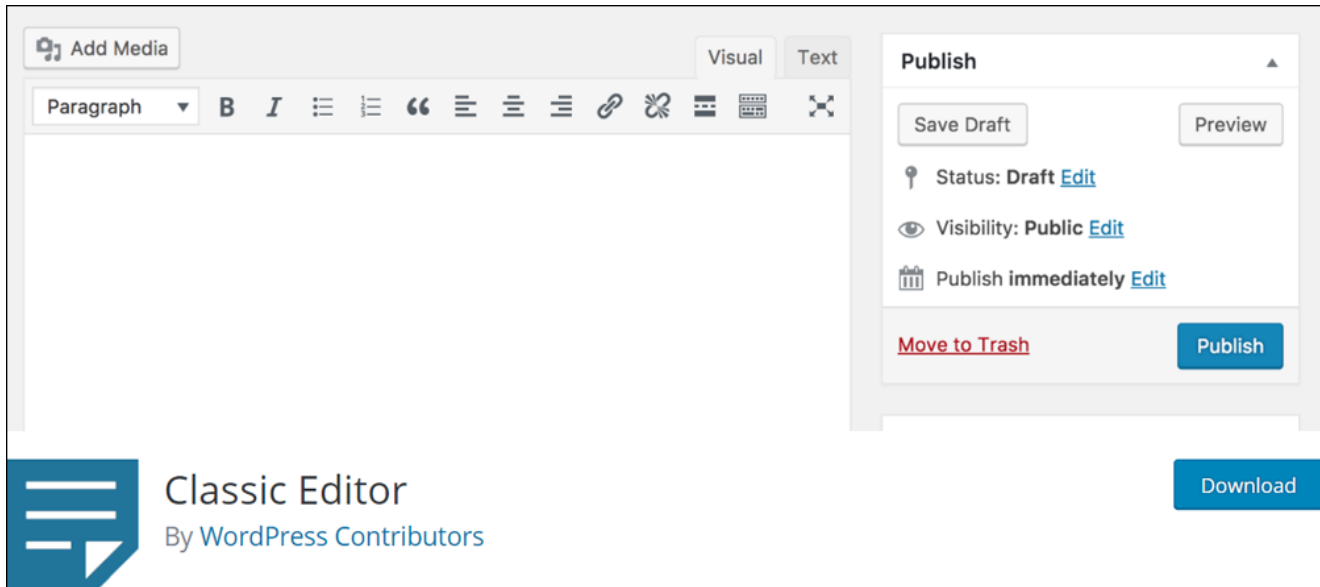 Add Media
Visual Text
Paragraph B I
Publish
Save Draft Preview
Status: Draft Edit
Visibility: Public Edit
Publish immediately Edit
Move to Trash Publish
Classic Editor
By WordPress Contributors
Download